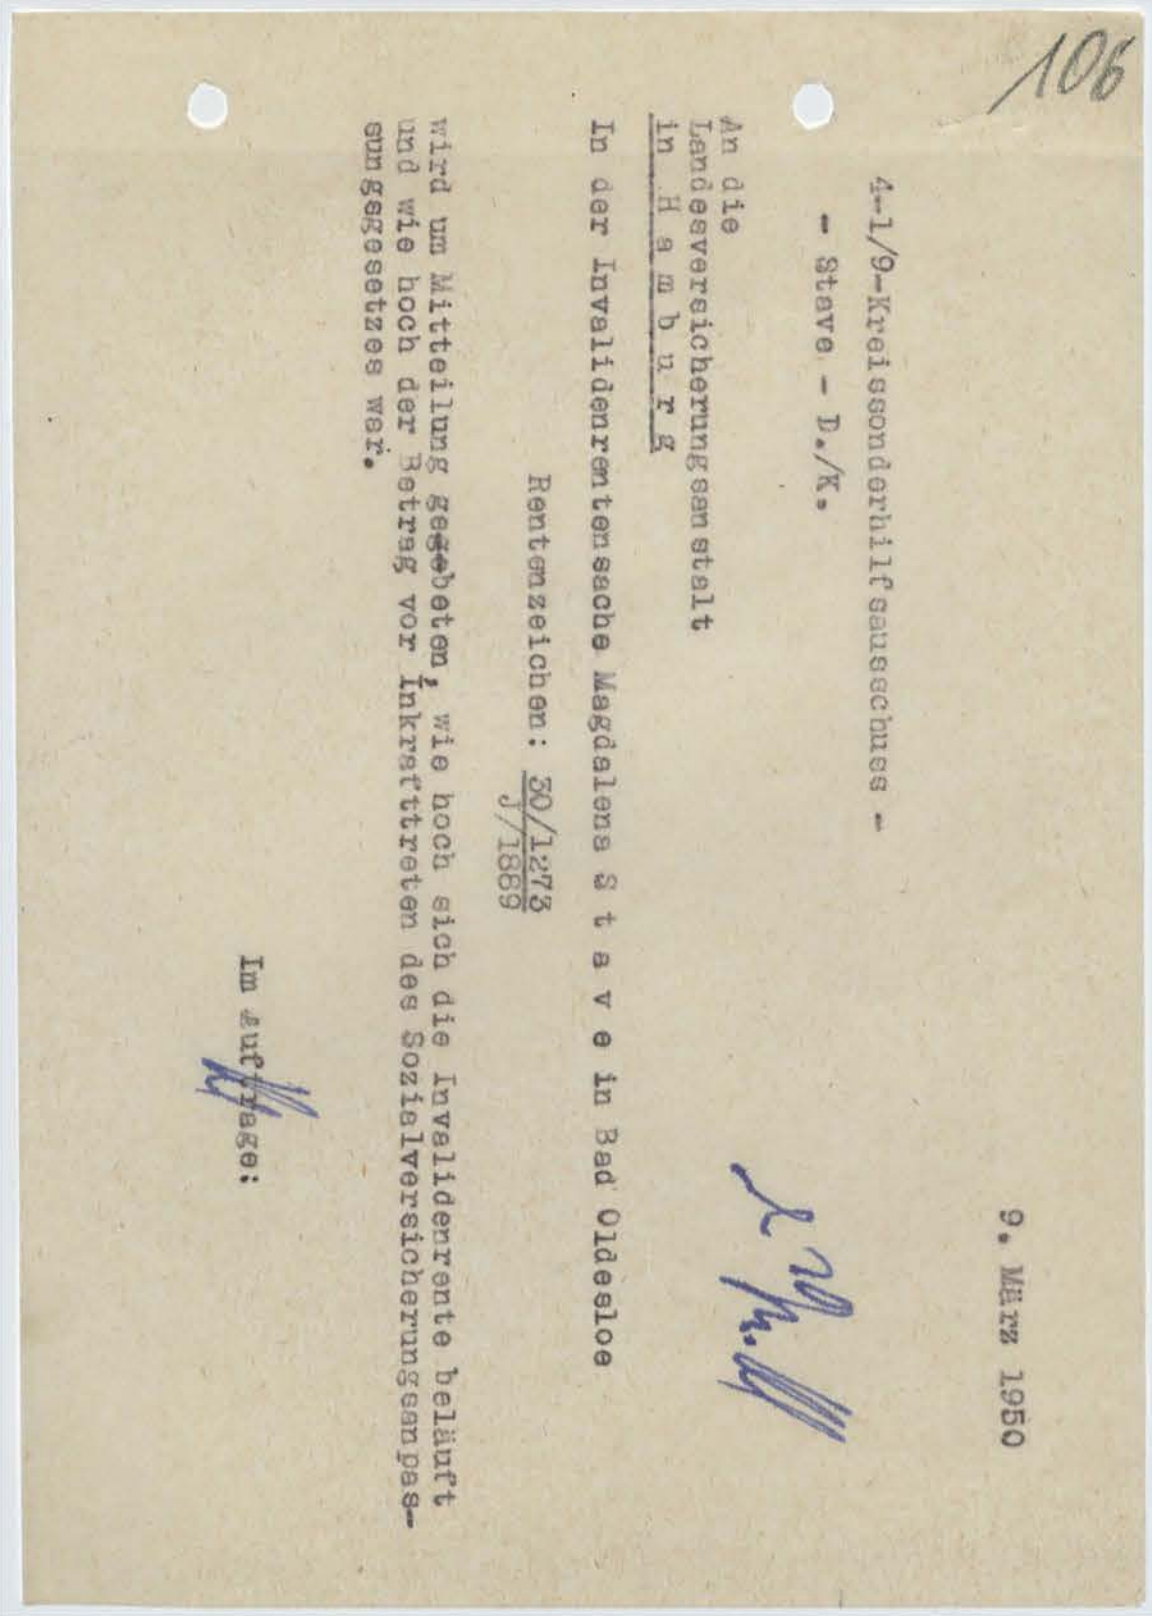 106
9. März 1950
4-1/9-Kreissonderhilfsausschuss -
- Stave - D./K.
An die
Landesversicherungsanstalt
in Hamburg
In der Invalidenrentensache Magdalena Stave in Bad Oldesloe
Rentenzeichen: 30/1273
J/1889
wird um Mitteilung gebeten, wie hoch sich die Invalidenrente beläuft
und wie hoch der Betrag vor Inkrafttreten des Sozialversicherungsanpas-
sungsgesetzes war.
Im Auftrage: